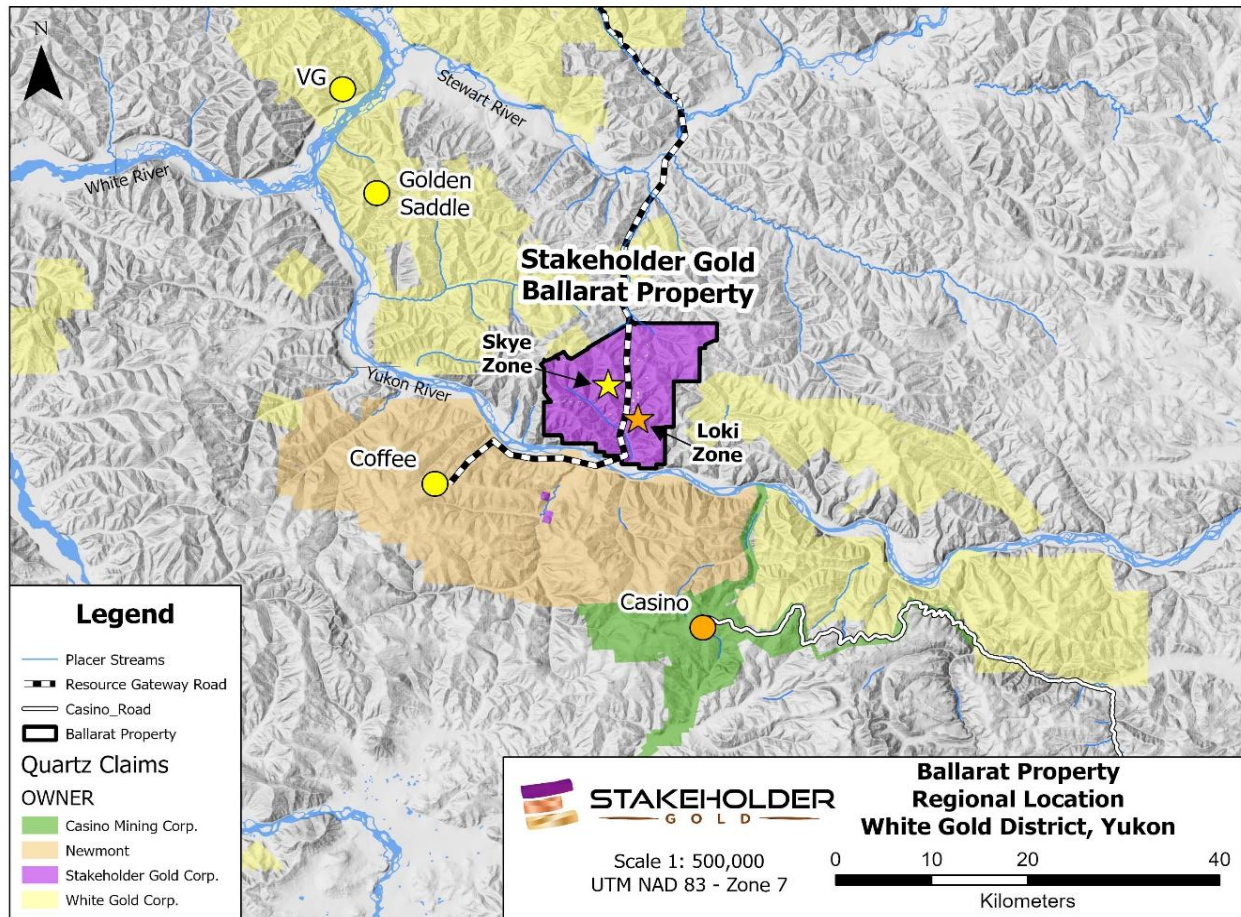 N
VG
Stewart River
White River
Golden
Saddle
Stakeholder Gold
Ballarat Property
Skye
Zone
Yukon River
Loki
Zone
Coffee
Casino
Legend
Placer Streams
Resource Gateway Road
Casino_Road
Ballarat Property
Quartz Claims
OWNER
Casino Mining Corp.
Newmont
Stakeholder Gold Corp.
White Gold Corp.
STAKEHOLDER
GOLD
Scale 1: 500,000
UTM NAD 83 - Zone 7
Ballarat Property
Regional Location
White Gold District, Yukon
0 10 20 40
Kilometers